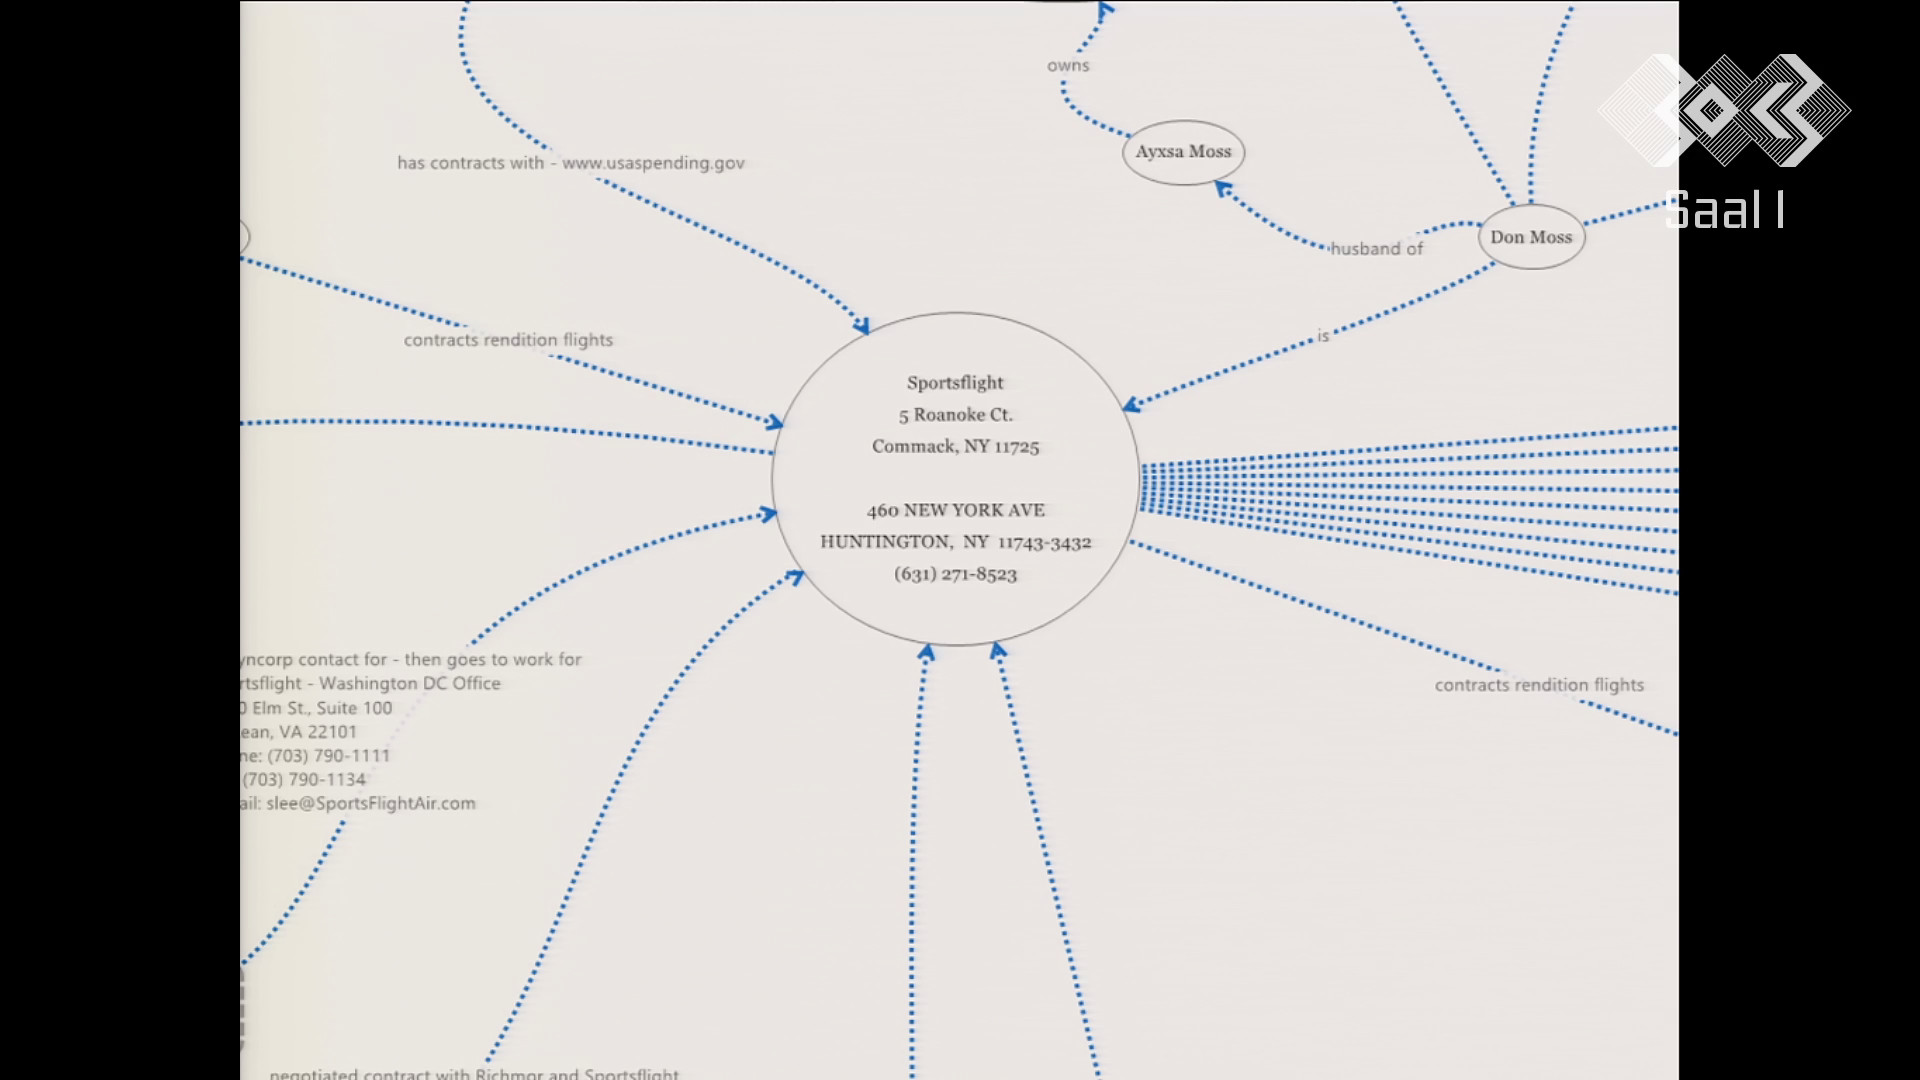 owns
Ayxsa Moss
has contracts with - www.usaspending.gov
Saal 1
Don Moss
husband of
is
contracts rendition flights
Sportsflight
5 Roanoke Ct.
Commack, NY 11725
460 NEW YORK AVE
HUNTINGTON, NY 11743-3432
(631) 271-8523
yncorp contact for - then goes to work for
rtsflight - Washington DC Office
0 Elm St., Suite 100
ean, VA 22101
ne: (703) 790-1111
(703) 790-1134
ail: slee@SportsFlightAir.com
contracts rendition flights
negotiated contract with Richmor and Sportsflight